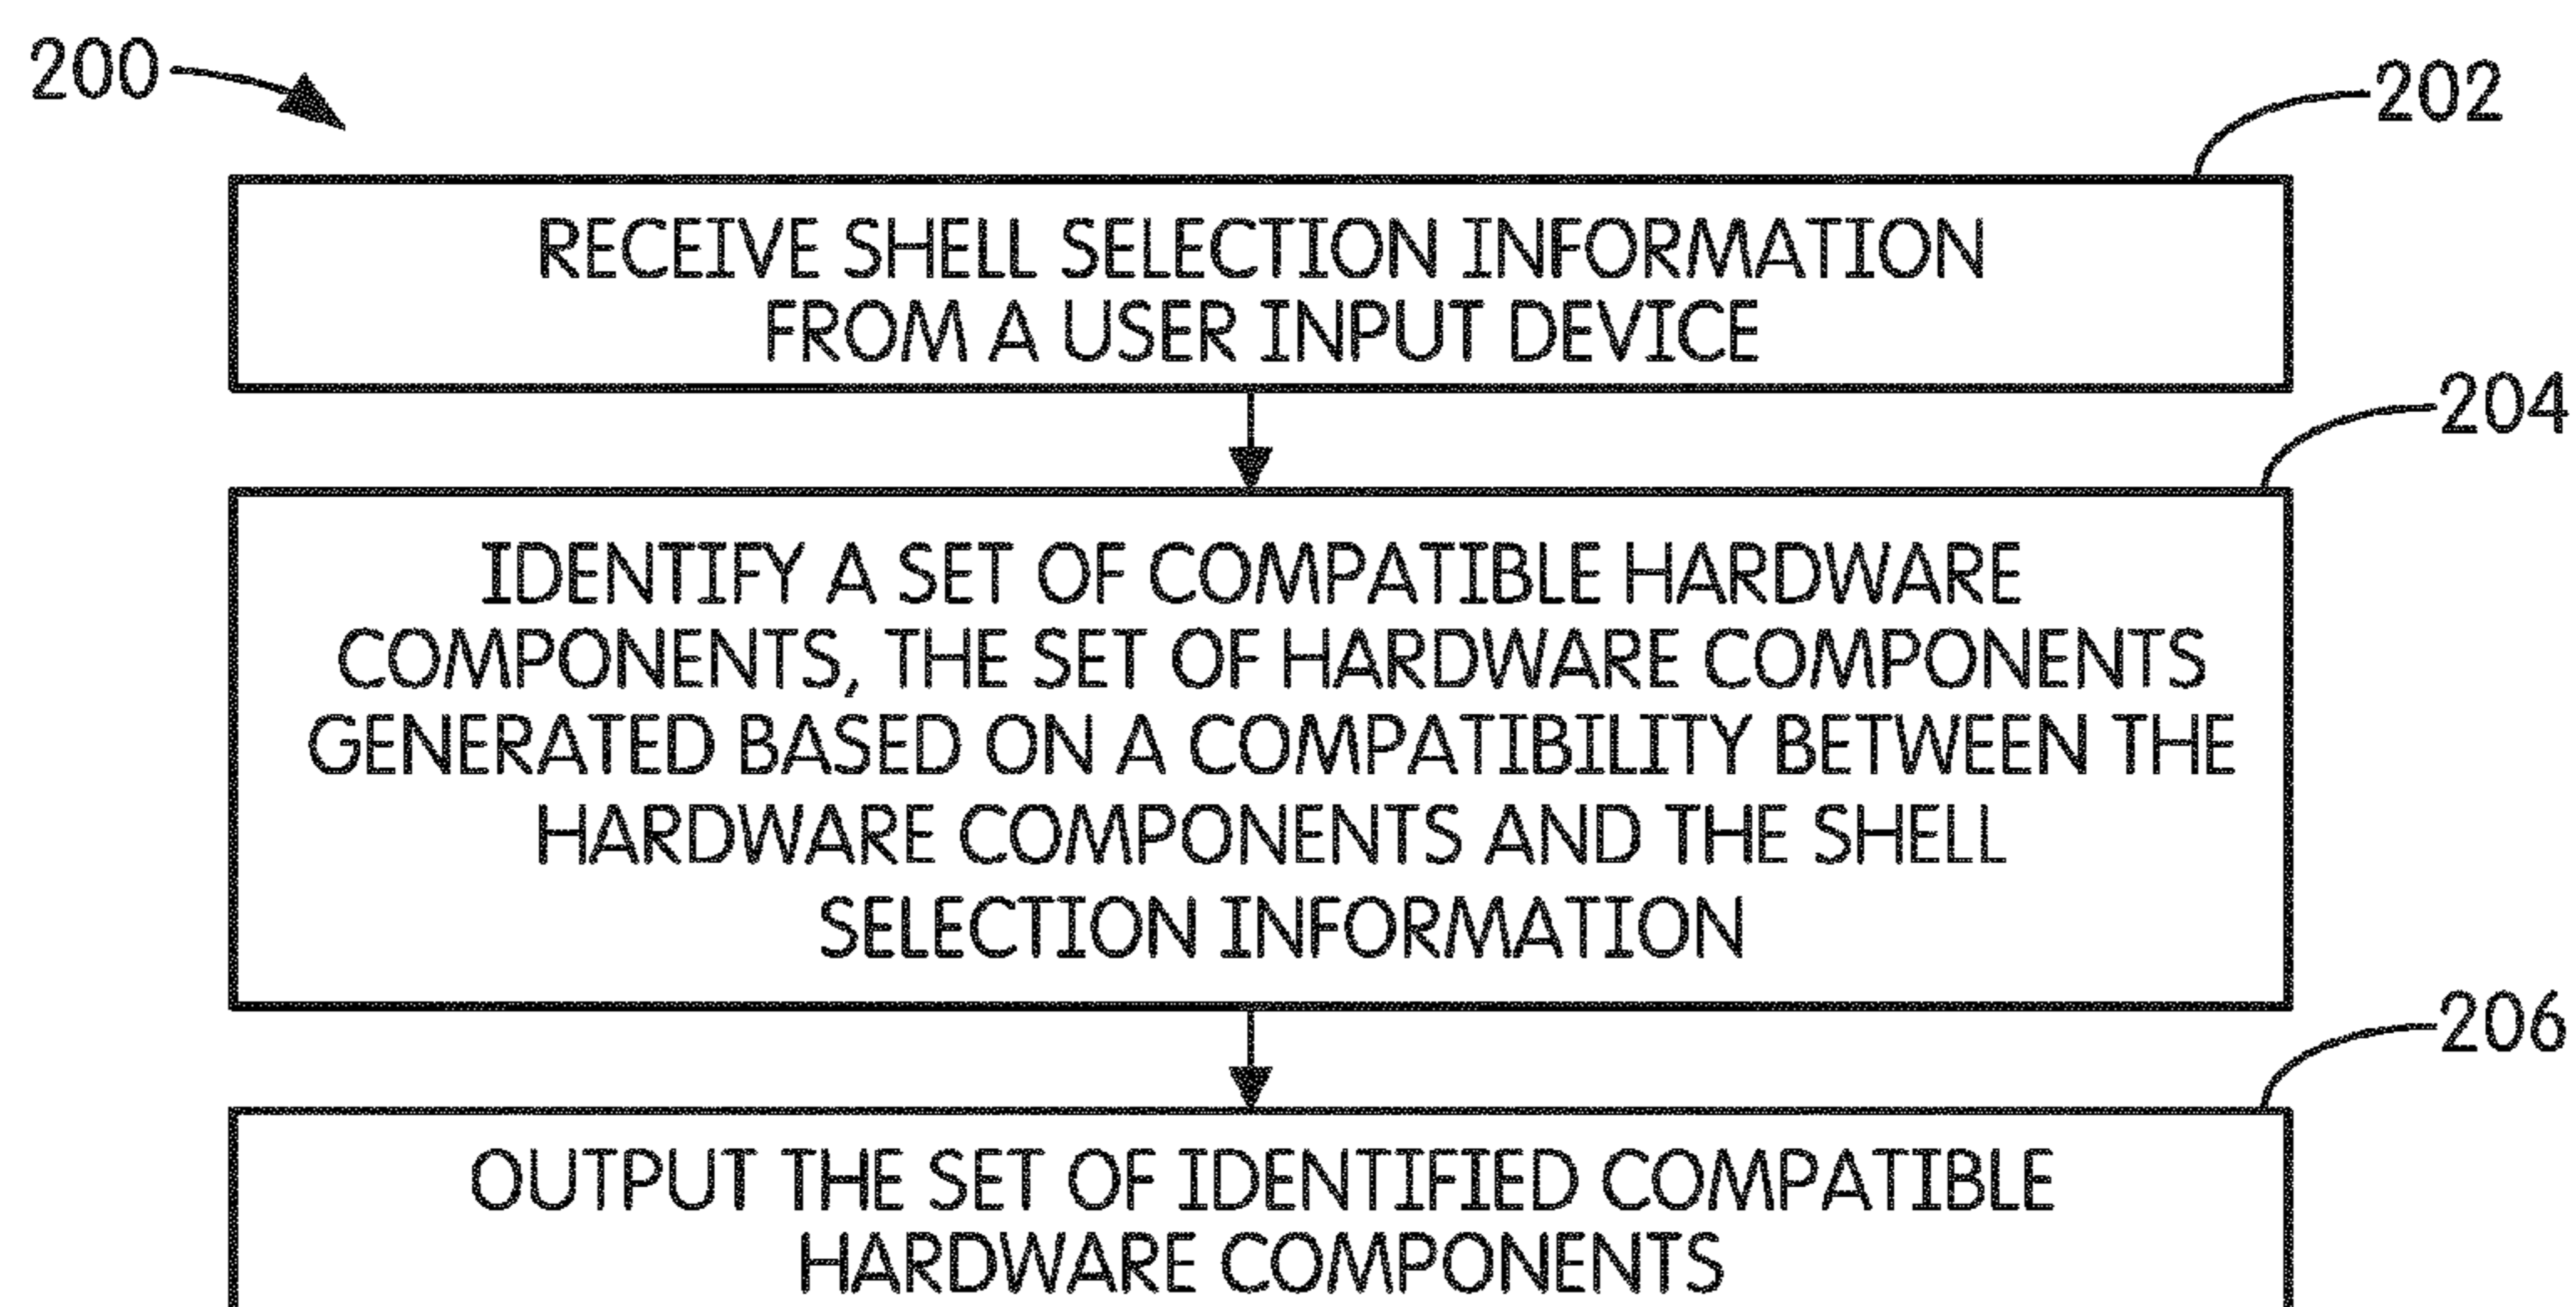 200
202
RECEIVE SHELL SELECTION INFORMATION
FROM A USER INPUT DEVICE
204
IDENTIFY A SET OF COMPATIBLE HARDWARE
COMPONENTS, THE SET OF HARDWARE COMPONENTS
GENERATED BASED ON A COMPATIBILITY BETWEEN THE
HARDWARE COMPONENTS AND THE SHELL
SELECTION INFORMATION
206
OUTPUT THE SET OF IDENTIFIED COMPATIBLE
HARDWARE COMPONENTS